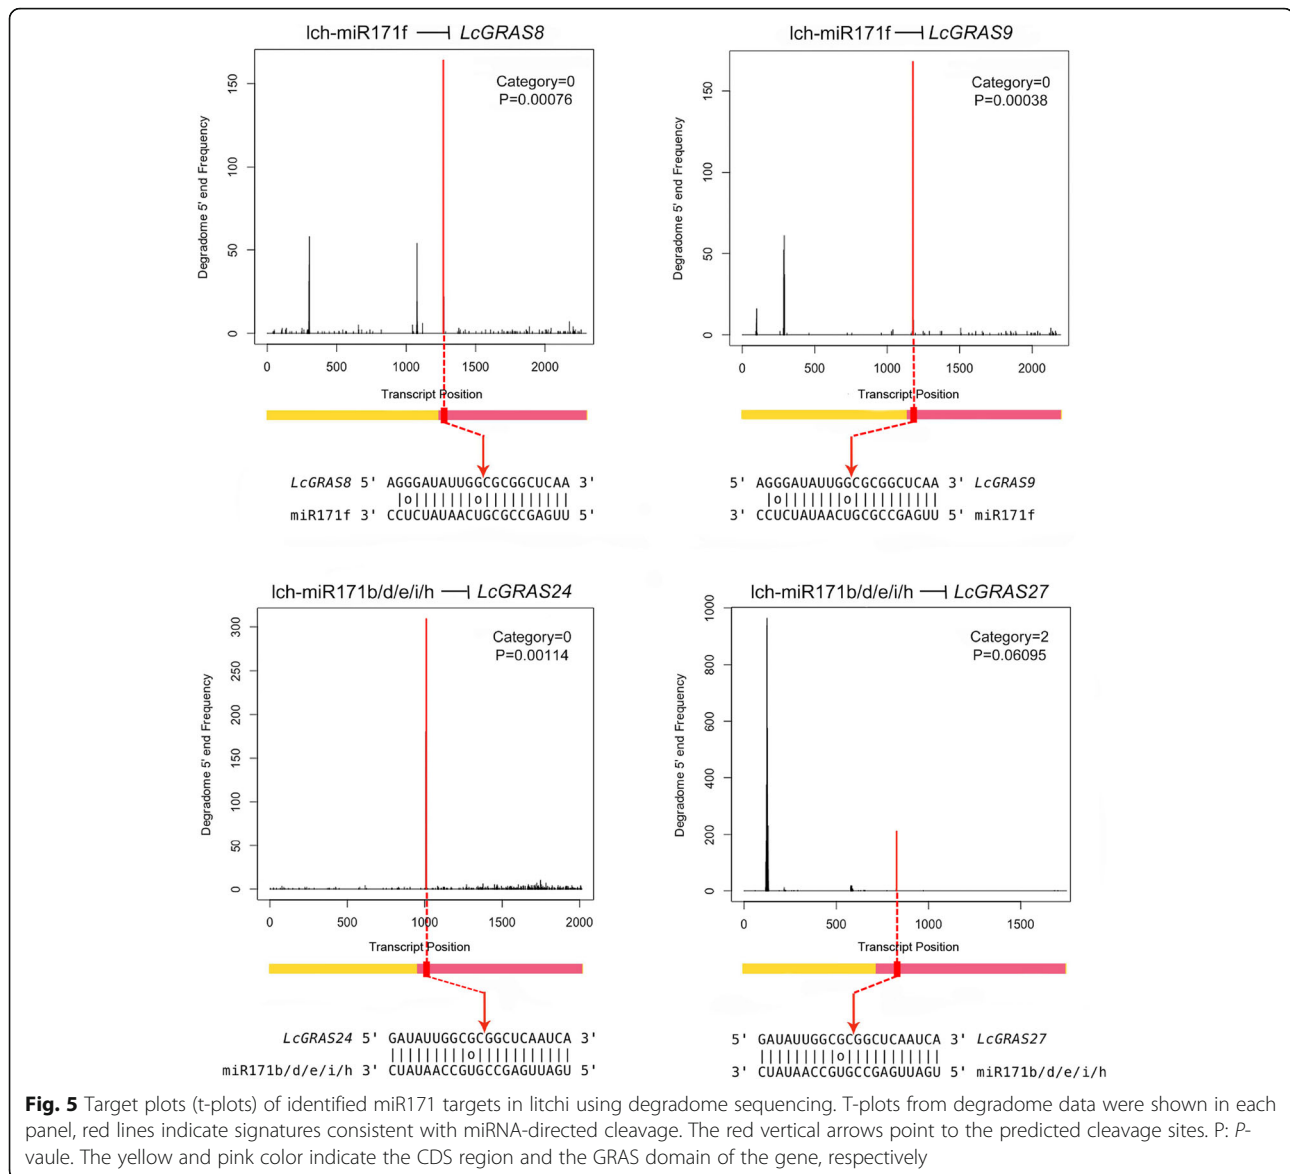 lch-miR171f ⊣ LcGRAS8
Category=0
P=0.00076
Degradome 5' end Frequency
150
100
50
0
0 500 1000 1500 2000
Transcript Position
LcGRAS8 5' AGGGAUAUUGGCGCGGCUCAA 3'
|o|||||||o||||||||||
miR171f 3' CCUCUAUAACUGCGCCGAGUU 5'
lch-miR171f ⊣ LcGRAS9
Category=0
P=0.00038
Degradome 5' end Frequency
150
100
50
0
0 500 1000 1500 2000
Transcript Position
5' AGGGAUAUUGGCGCGGCUCAA 3' LcGRAS9
|o|||||||o||||||||||
3' CCUCUAUAACUGCGCCGAGUU 5' miR171f
lch-miR171b/d/e/i/h ⊣ LcGRAS24
Category=0
P=0.00114
Degradome 5' end Frequency
300
250
200
150
100
50
0
0 500 1000 1500 2000
Transcript Position
LcGRAS24 5' GAUAUUGGCGCGGCUCAAUCA 3'
|||||||||o|||||||||||
miR171b/d/e/i/h 3' CUAUAACCGUGCCGAGUUAGU 5'
lch-miR171b/d/e/i/h ⊣ LcGRAS27
Category=2
P=0.06095
Degradome 5' end Frequency
1000
800
600
400
200
0
0 500 1000 1500
Transcript Position
5' GAUAUUGGCGCGGCUCAAUCA 3' LcGRAS27
|||||||||o|||||||||||
3' CUAUAACCGUGCCGAGUUAGU 5' miR171b/d/e/i/h
Fig. 5 Target plots (t-plots) of identified miR171 targets in litchi using degradome sequencing. T-plots from degradome data were shown in each
panel, red lines indicate signatures consistent with miRNA-directed cleavage. The red vertical arrows point to the predicted cleavage sites. P: P-
vaule. The yellow and pink color indicate the CDS region and the GRAS domain of the gene, respectively